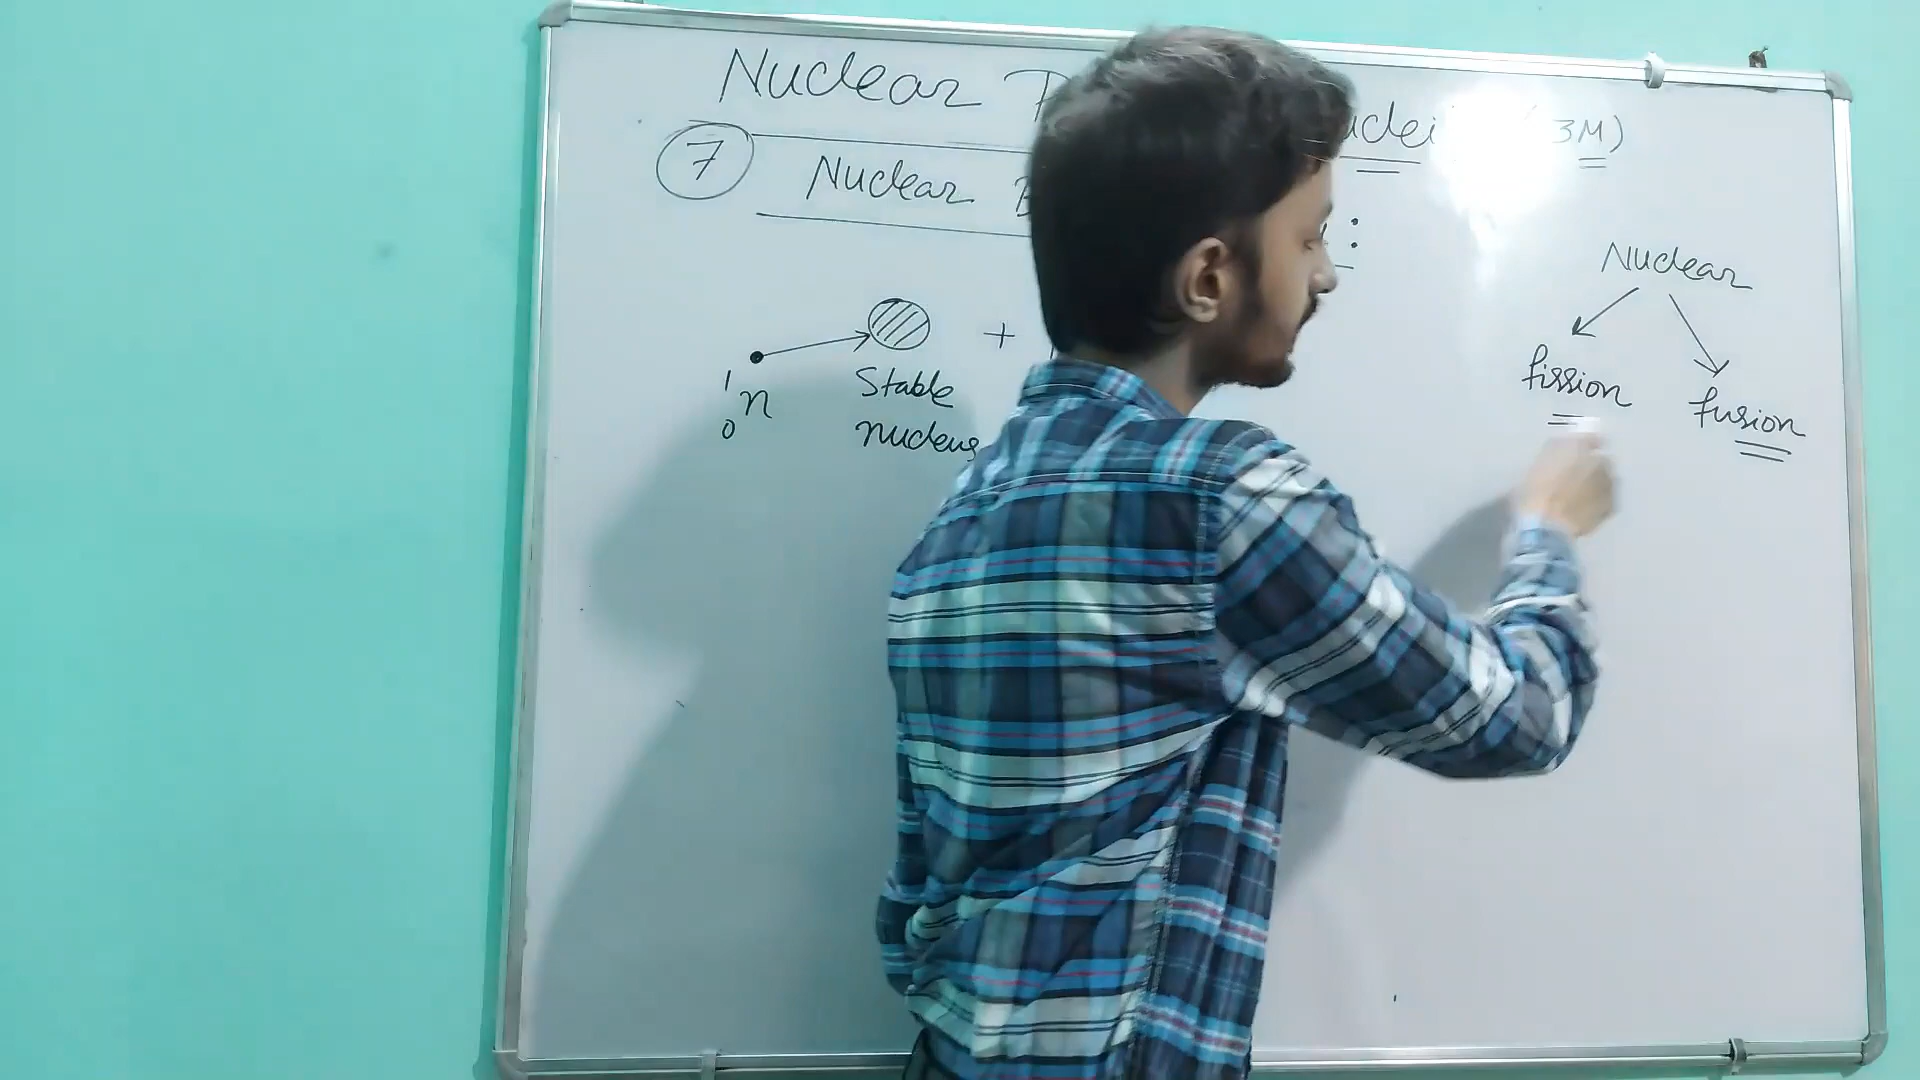 Nuclear (3M)
7 Nuclear :
Nuclear
+
fission
fusion
1
0 n
Stable
nucleus